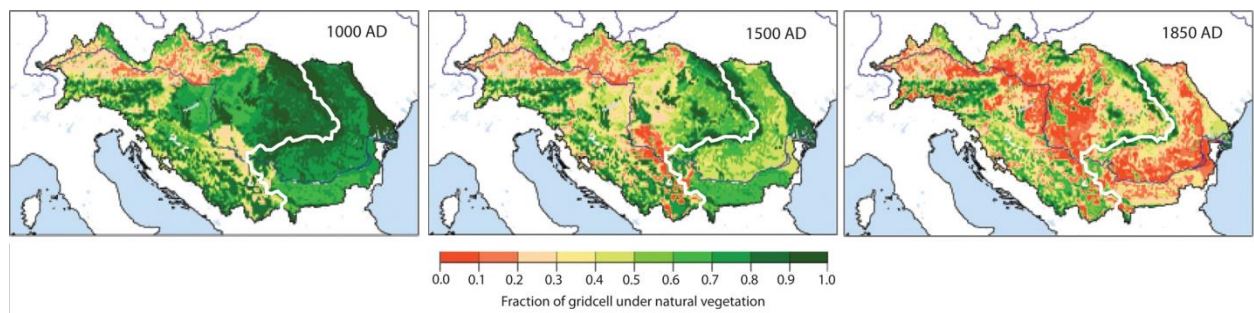 1000 AD
1500 AD
1850 AD
0.0 0.1 0.2 0.3 0.4 0.5 0.6 0.7 0.8 0.9 1.0
Fraction of gridcell under natural vegetation